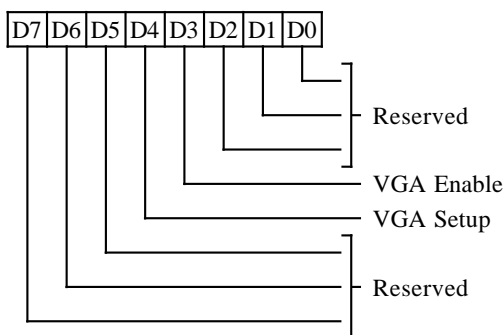 D7 D6 D5 D4 D3 D2 D1 D0
Reserved
VGA Enable
VGA Setup
Reserved